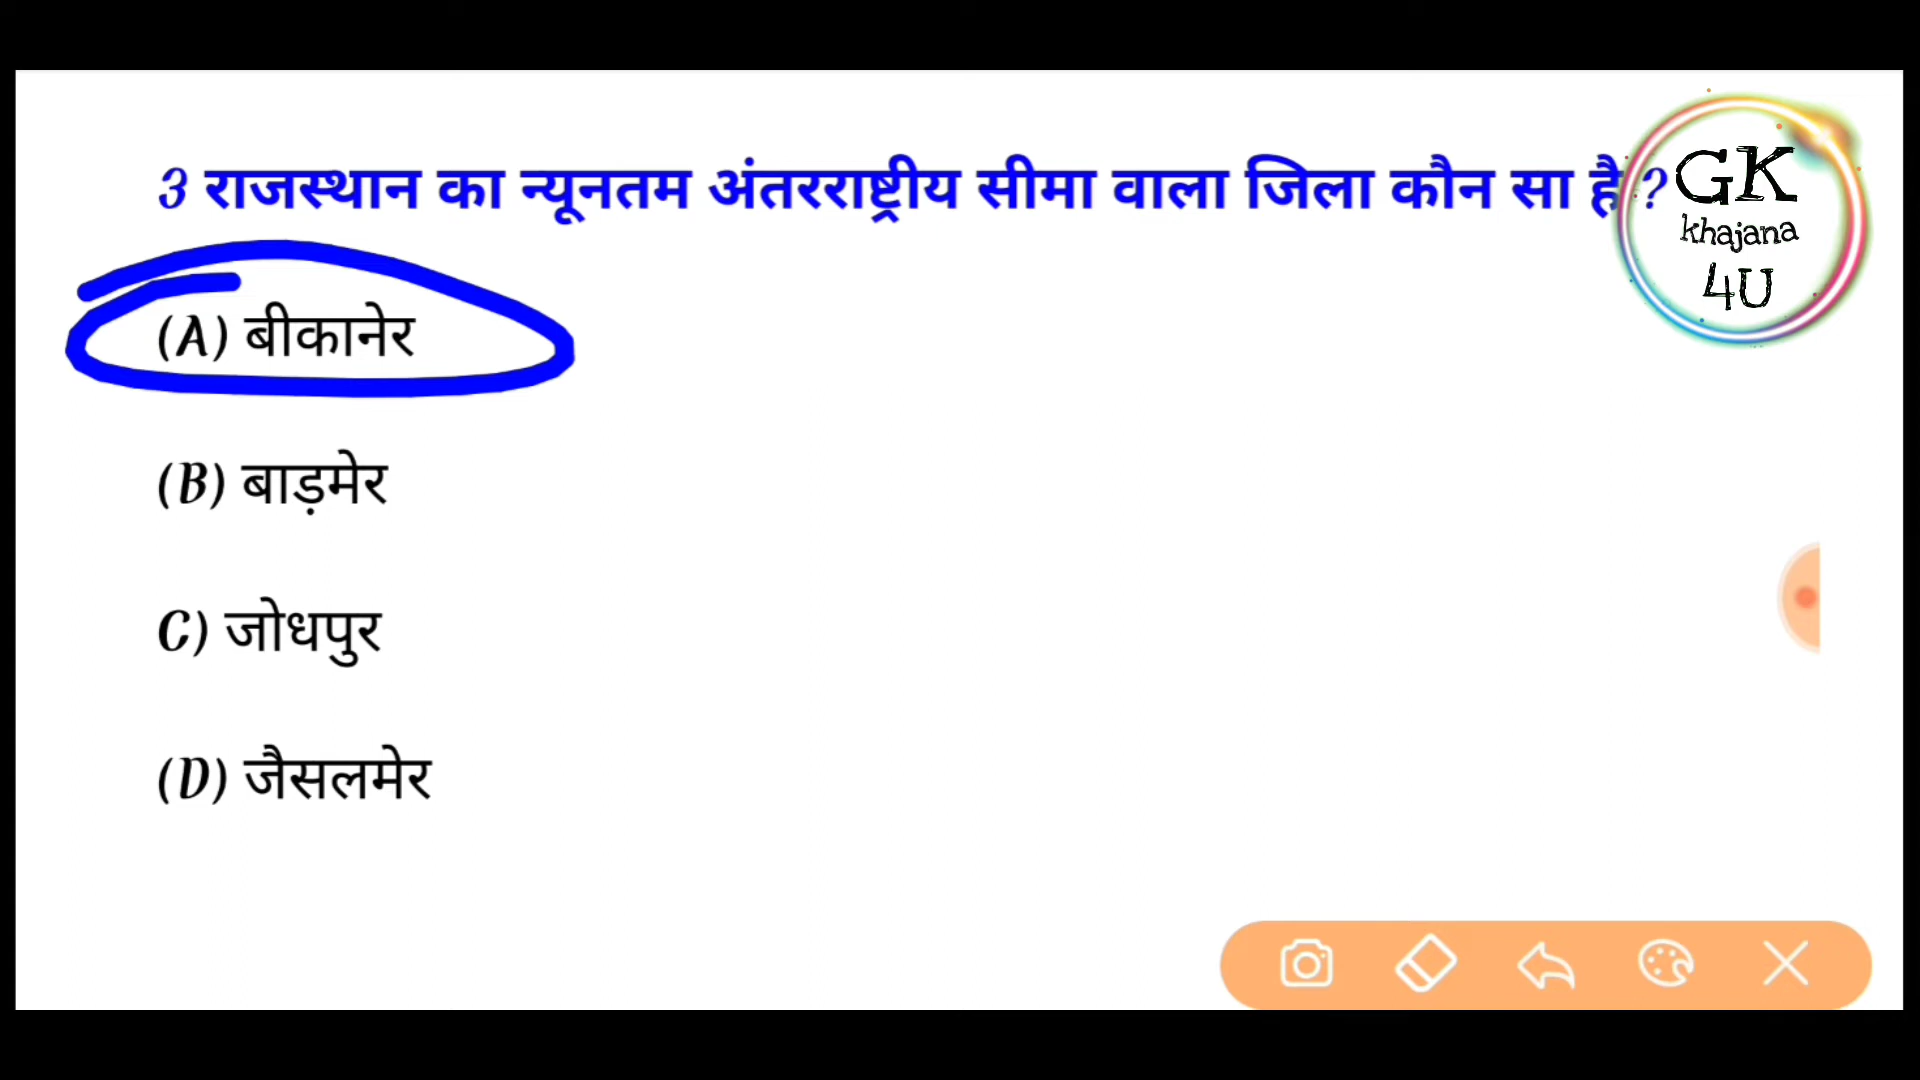 3 राजस्थान का न्यूनतम अंतरराष्ट्रीय सीमा वाला जिला कौन सा है ?
(A) बीकानेर
(B) बाड़मेर
C) जोधपुर
(D) जैसलमेर
GK
khajana
4U